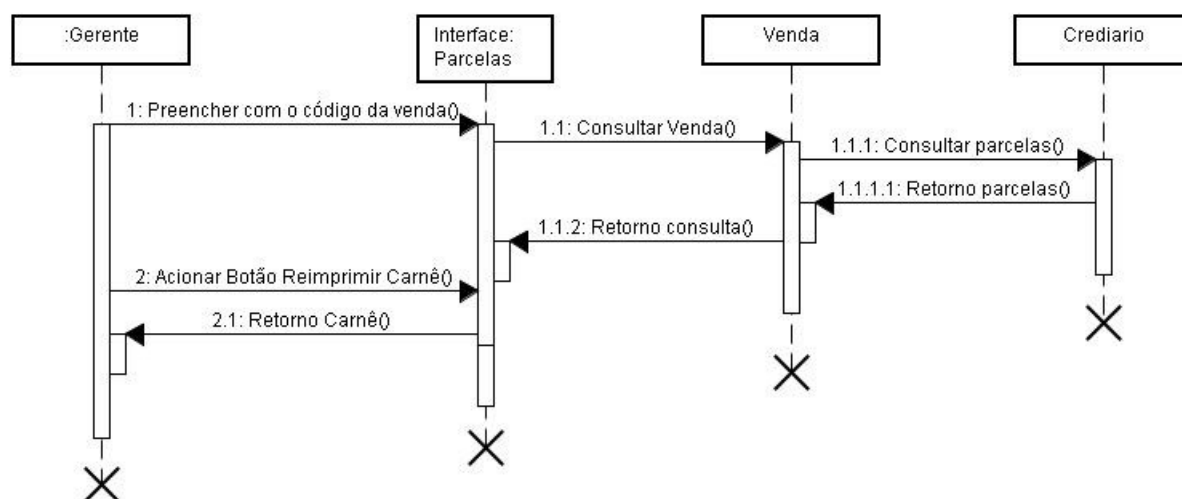 :Gerente
Interface:
Parcelas
Venda
Crediario
1: Preencher com o código da venda()
1.1: Consultar Venda()
1.1.1: Consultar parcelas()
1.1.1.1: Retorno parcelas()
1.1.2: Retorno consulta()
2: Acionar Botão Reimprimir Carnê()
2.1: Retorno Carnê()